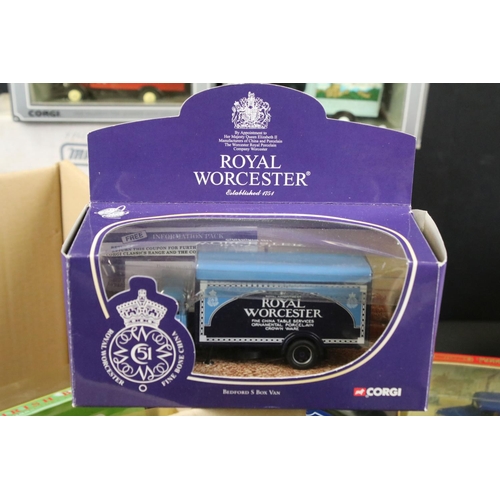 CORGI
By Appointment to
Her Majesty Queen Elizabeth II
Manufacturers of China and Porcelain
The Worcester Royal Porcelain
Company Worcester
ROYAL
WORCESTER®
Established 1751
FREE INFORMATION PACK
ROYAL
WORCESTER
FINE CHINA TABLE SERVICES
ORNAMENTAL PORCELAIN
CROWN WARE
ROYAL WORCESTER
51
FINE BONE CHINA
BEDFORD S BOX VAN
CORGI